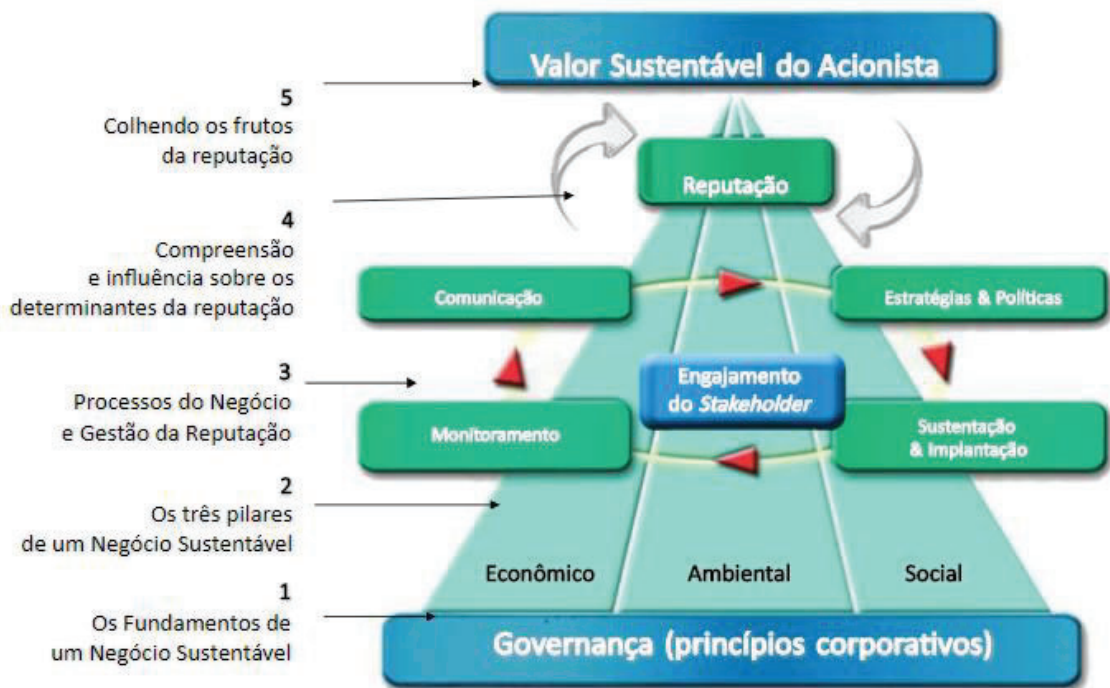 Valor Sustentável do Acionista
5
Colhendo os frutos
da reputação
Reputação
4
Compreensão
e influência sobre os
determinantes da reputação
Comunicação
Estratégias & Políticas
3
Processos do Negócio
e Gestão da Reputação
Engajamento
do Stakeholder
Monitoramento
Sustentação
& Implantação
2
Os três pilares
de um Negócio Sustentável
Econômico
Ambiental
Social
1
Os Fundamentos de
um Negócio Sustentável
Governança (princípios corporativos)